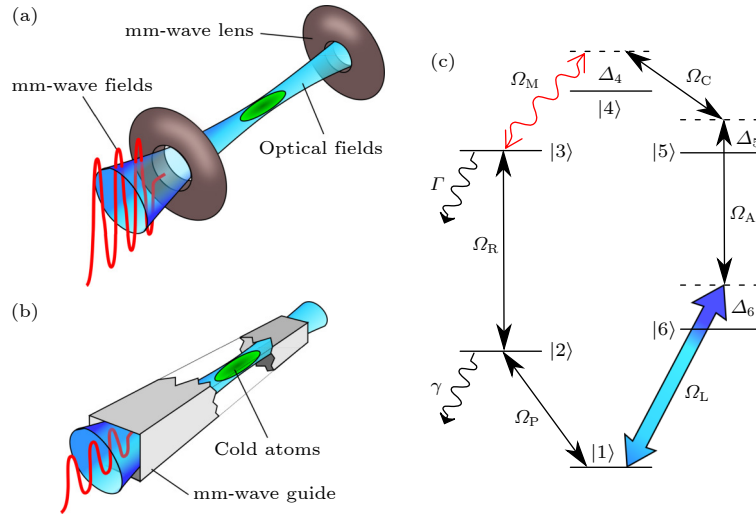 (a)
mm-wave lens
mm-wave fields
Optical fields
(b)
Cold atoms
mm-wave guide
(c)
Ω_M
Δ_4
Ω_C
|4⟩
|3⟩
|5⟩
Δ_5
Γ
Ω_R
Ω_A
|2⟩
|6⟩
Δ_6
γ
Ω_P
Ω_L
|1⟩